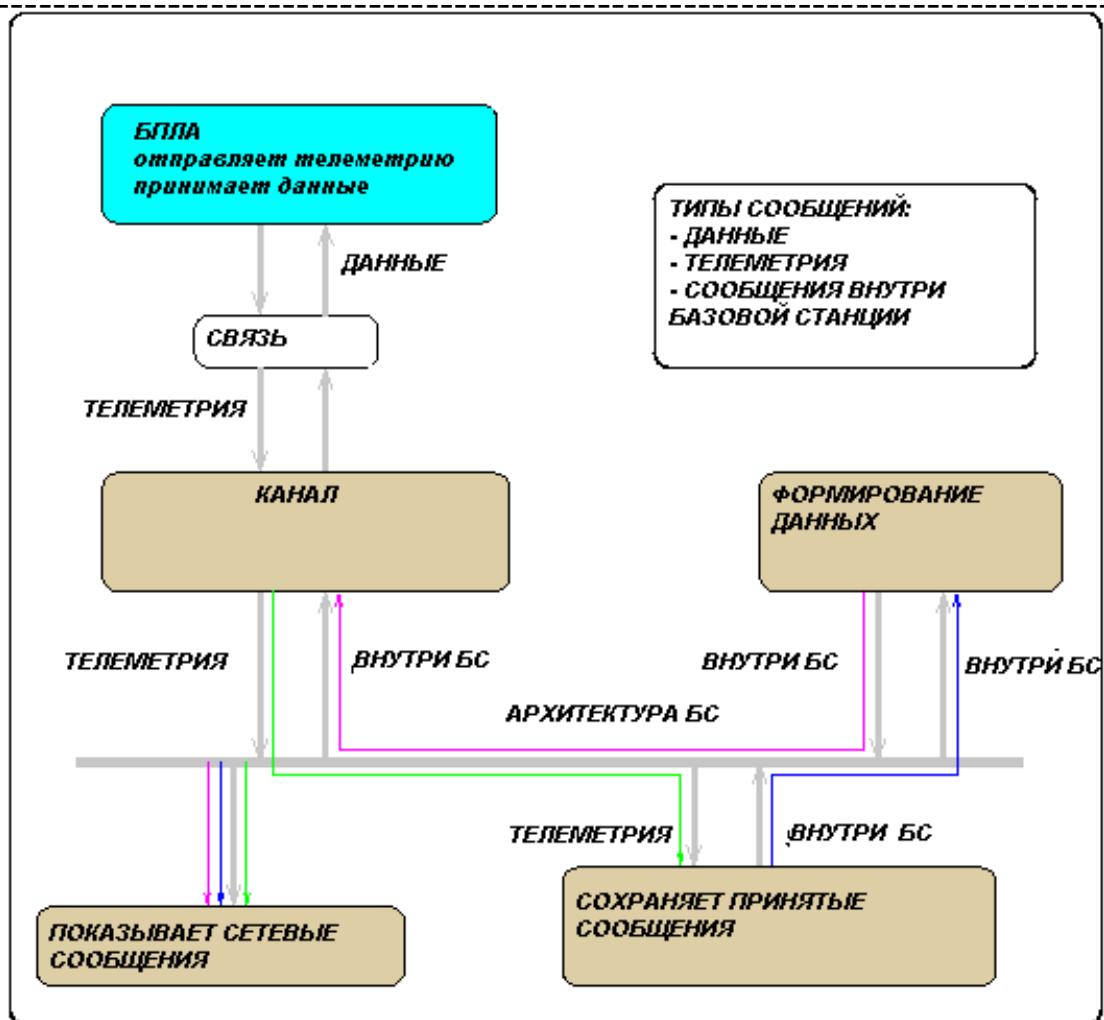 БПЛА
отправляет телеметрию
принимает данные
ТИПЫ СООБЩЕНИЙ:
- ДАННЫЕ
- ТЕЛЕМЕТРИЯ
- СООБЩЕНИЯ ВНУТРИ
БАЗОВОЙ СТАНЦИИ
ДАННЫЕ
СВЯЗЬ
ТЕЛЕМЕТРИЯ
КАНАЛ
ФОРМИРОВАНИЕ
ДАННЫХ
ТЕЛЕМЕТРИЯ
ВНУТРИ БС
ВНУТРИ БС
ВНУТРИ БС
АРХИТЕКТУРА БС
ТЕЛЕМЕТРИЯ
ВНУТРИ БС
ПОКАЗЫВАЕТ СЕТЕВЫЕ
СООБЩЕНИЯ
СОХРАНЯЕТ ПРИНЯТЫЕ
СООБЩЕНИЯ